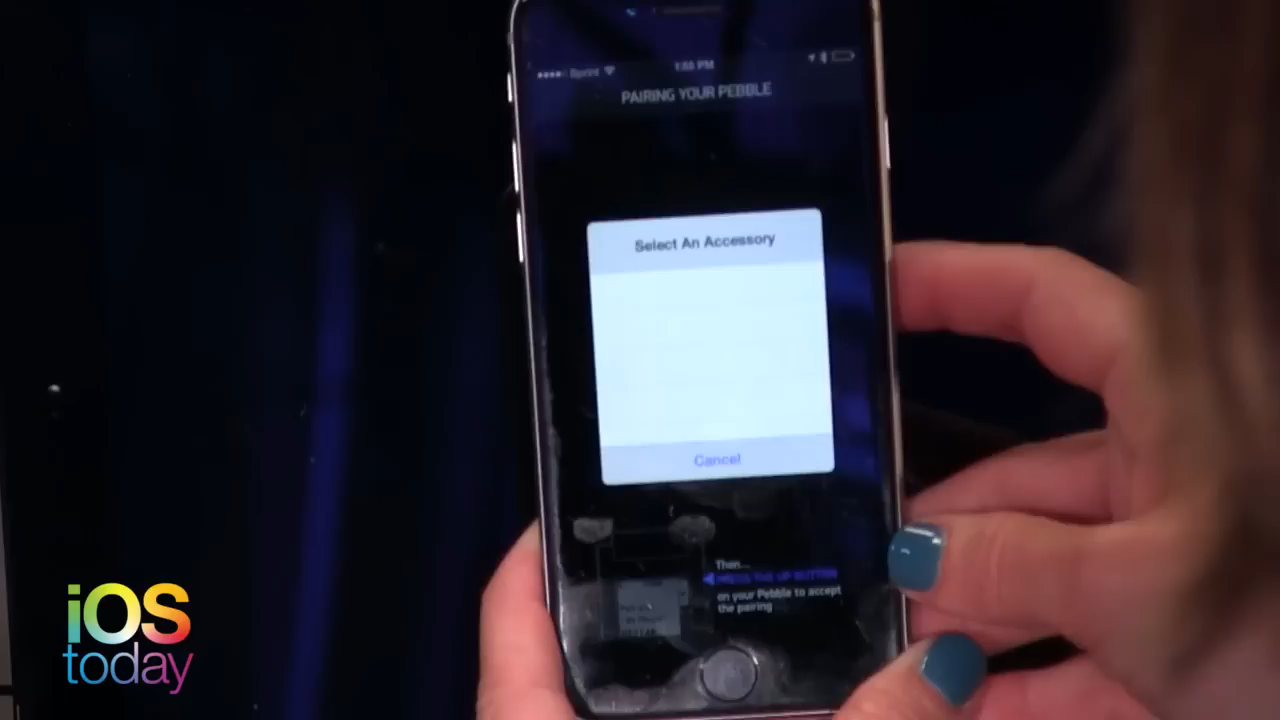 Sprint
1:55 PM
PAIRING YOUR PEBBLE
Select An Accessory
Cancel
Then...
PRESS THE UP BUTTON
on your Pebble to accept
the pairing
iOS
today